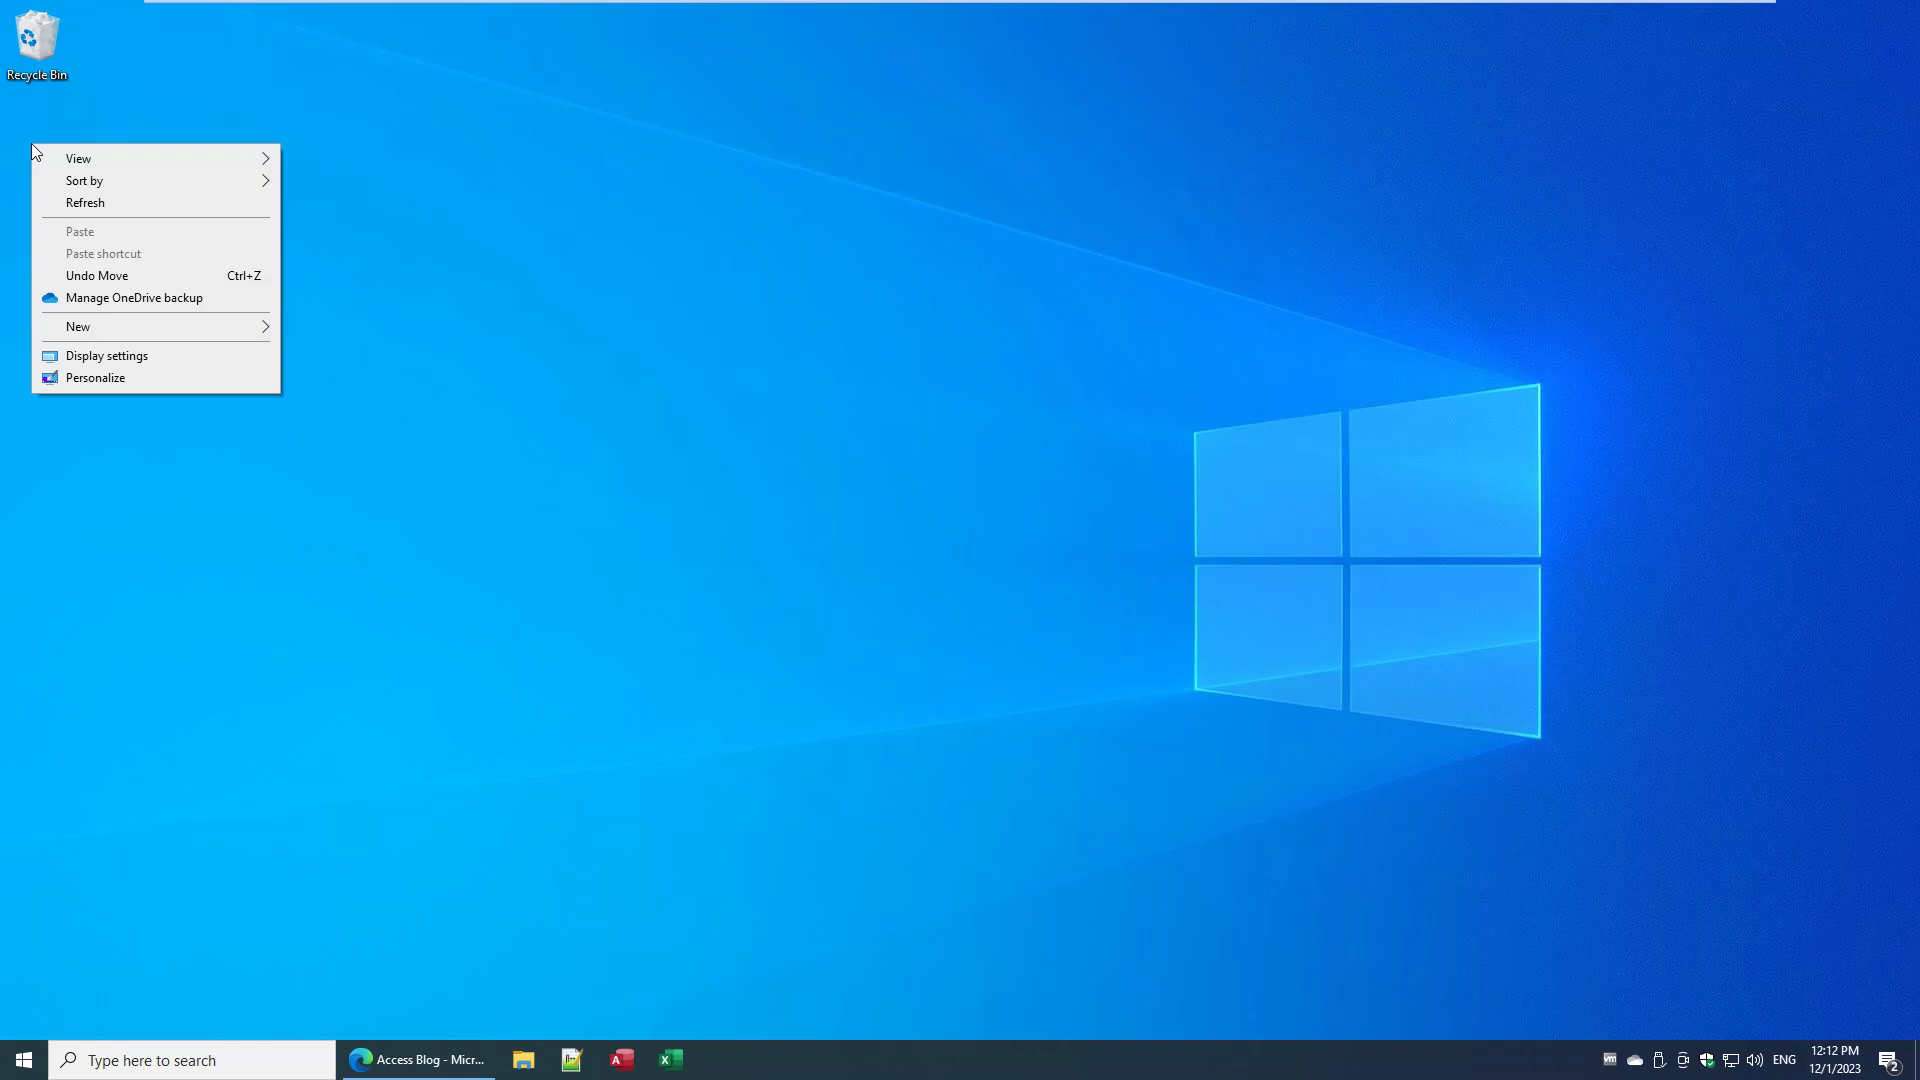 Recycle Bin
View
Sort by
Refresh
Paste
Paste shortcut
Undo Move Ctrl+Z
Manage OneDrive backup
New
Display settings
Personalize
Type here to search
Access Blog - Micr...
A
X
vm
ENG
12:12 PM
12/1/2023
2